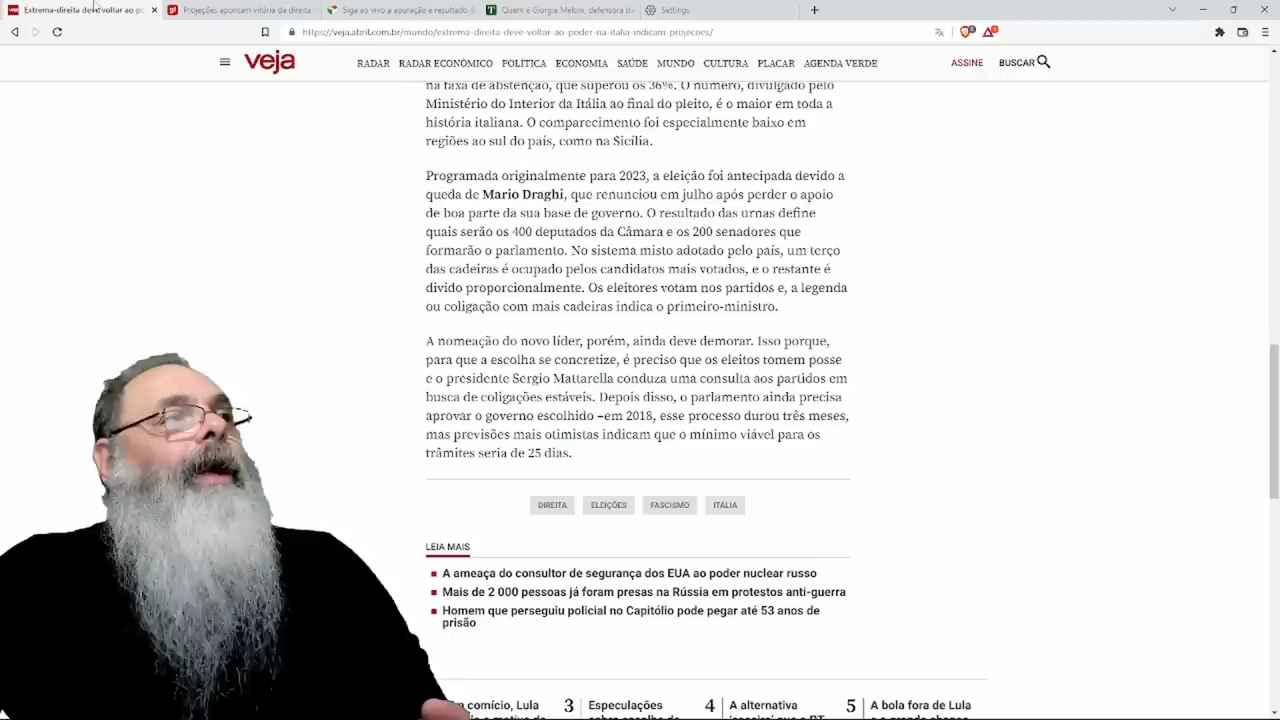 Extrema-direita deve voltar ao po
Projeções apontam vitória da direita
Siga ao vivo a apuração e resultado d
Quem é Giorgia Meloni, defensora d
Settings
https://veja.abril.com.br/mundo/extrema-direita-deve-voltar-ao-poder-na-italia-indicam-projecoes/
veja
RADAR RADAR ECONÔMICO POLÍTICA ECONOMIA SAÚDE MUNDO CULTURA PLACAR AGENDA VERDE
ASSINE
BUSCAR
na taxa de abstenção, que superou os 36%. O número, divulgado pelo
Ministério do Interior da Itália ao final do pleito, é o maior em toda a
história italiana. O comparecimento foi especialmente baixo em
regiões ao sul do país, como na Sicília.
Programada originalmente para 2023, a eleição foi antecipada devido a
queda de Mario Draghi, que renunciou em julho após perder o apoio
de boa parte da sua base de governo. O resultado das urnas define
quais serão os 400 deputados da Câmara e os 200 senadores que
formarão o parlamento. No sistema misto adotado pelo país, um terço
das cadeiras é ocupado pelos candidatos mais votados, e o restante é
divido proporcionalmente. Os eleitores votam nos partidos e, a legenda
ou coligação com mais cadeiras indica o primeiro-ministro.
A nomeação do novo líder, porém, ainda deve demorar. Isso porque,
para que a escolha se concretize, é preciso que os eleitos tomem posse
e o presidente Sergio Mattarella conduza uma consulta aos partidos em
busca de coligações estáveis. Depois disso, o parlamento ainda precisa
aprovar o governo escolhido –em 2018, esse processo durou três meses,
mas previsões mais otimistas indicam que o mínimo viável para os
trâmites seria de 25 dias.
DIREITA ELEIÇÕES FASCISMO ITÁLIA
LEIA MAIS
A ameaça do consultor de segurança dos EUA ao poder nuclear russo
Mais de 2 000 pessoas já foram presas na Rússia em protestos anti-guerra
Homem que perseguiu policial no Capitólio pode pegar até 53 anos de
prisão
comício, Lula
3 Especulações
4 A alternativa
5 A bola fora de Lula